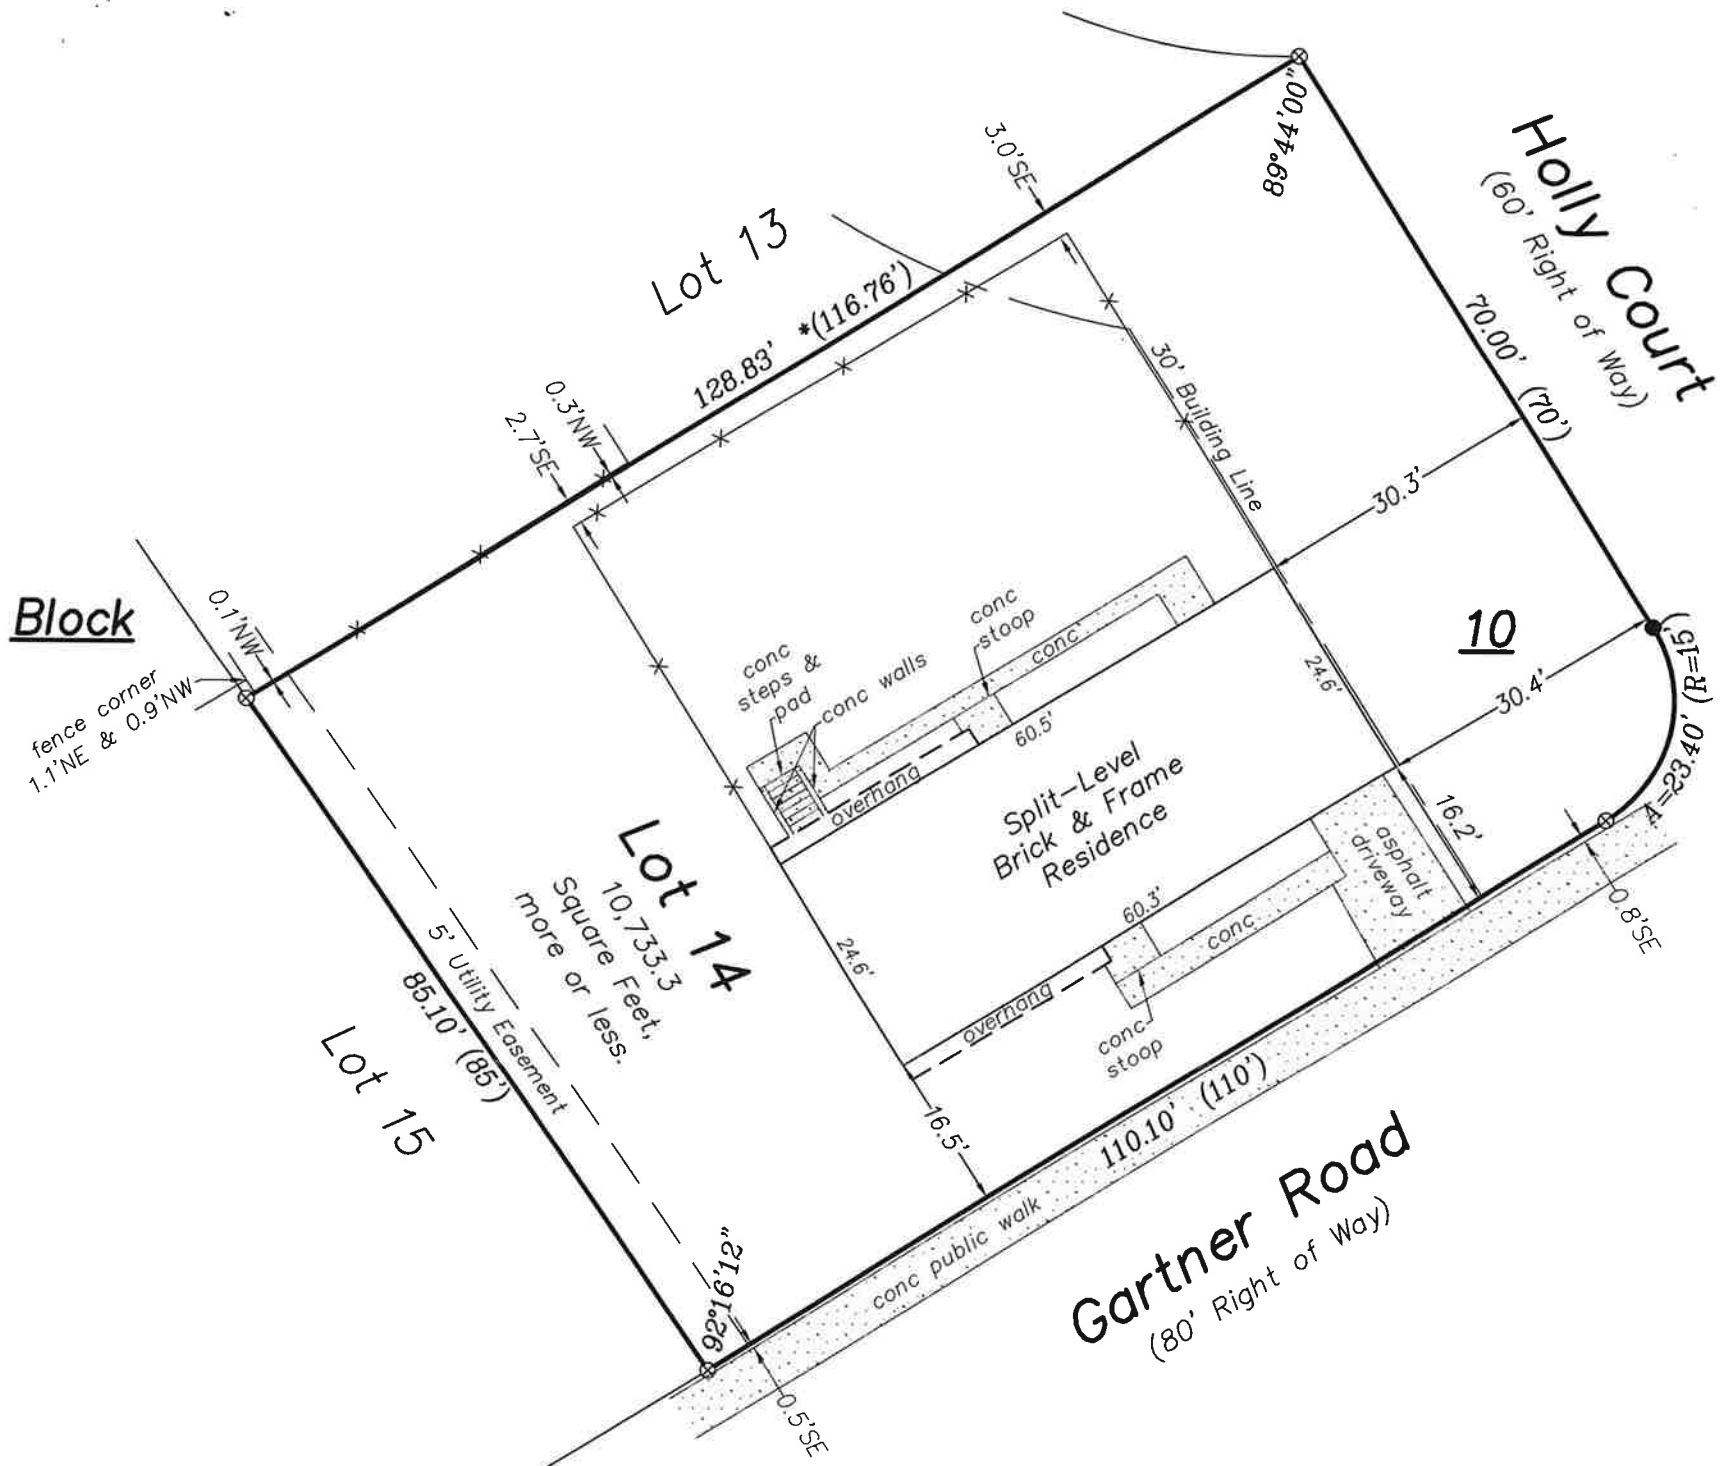 89°44'00"
Holly Court
(60' Right of Way)
3.0'SE
Lot 13
128.83' *(116.76')
70.00' (70')
30' Building Line
0.3'NW
2.7'SE
30.3'
Block
10
0.1'NW
fence corner
1.1'NE & 0.9'NW
conc
steps &
pad
conc walls
conc
stoop
conc
24.6'
30.4'
(R=15')
A=23.40'
60.5'
overhang
Split-Level
Brick & Frame
Residence
16.2'
asphalt
driveway
Lot 14
10,733.3
Square Feet,
more or less.
60.3'
conc
0.8'SE
24.6'
overhang
conc
stoop
5' Utility Easement
85.10' (85')
Lot 15
16.5'
110.10' (110')
conc public walk
Gartner Road
(80' Right of Way)
92°16'12"
0.5'SE